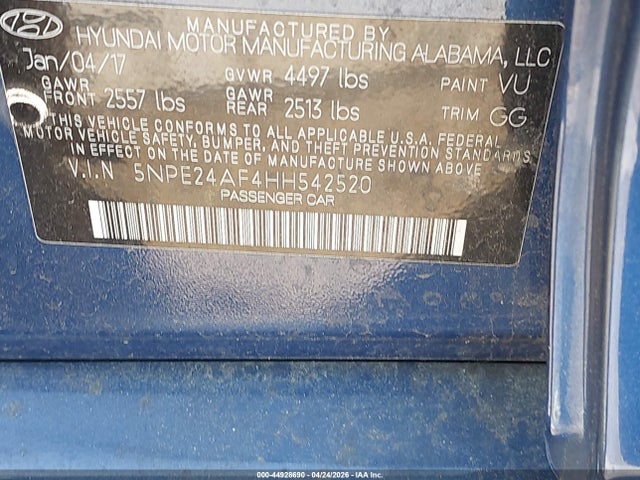 MANUFACTURED BY
HYUNDAI MOTOR MANUFACTURING ALABAMA, LLC
Jan/04/17 GVWR 4497 lbs PAINT VU
GAWR FRONT 2557 lbs GAWR REAR 2513 lbs TRIM GG
THIS VEHICLE CONFORMS TO ALL APPLICABLE U.S.A. FEDERAL
MOTOR VEHICLE SAFETY, BUMPER, AND THEFT PREVENTION STANDARDS
IN EFFECT ON THE DATE OF MANUFACTURE SHOWN ABOVE
V.I.N 5NPE24AF4HH542520
PASSENGER CAR
000-44928690 - 04/24/2026 - IAAI.COM